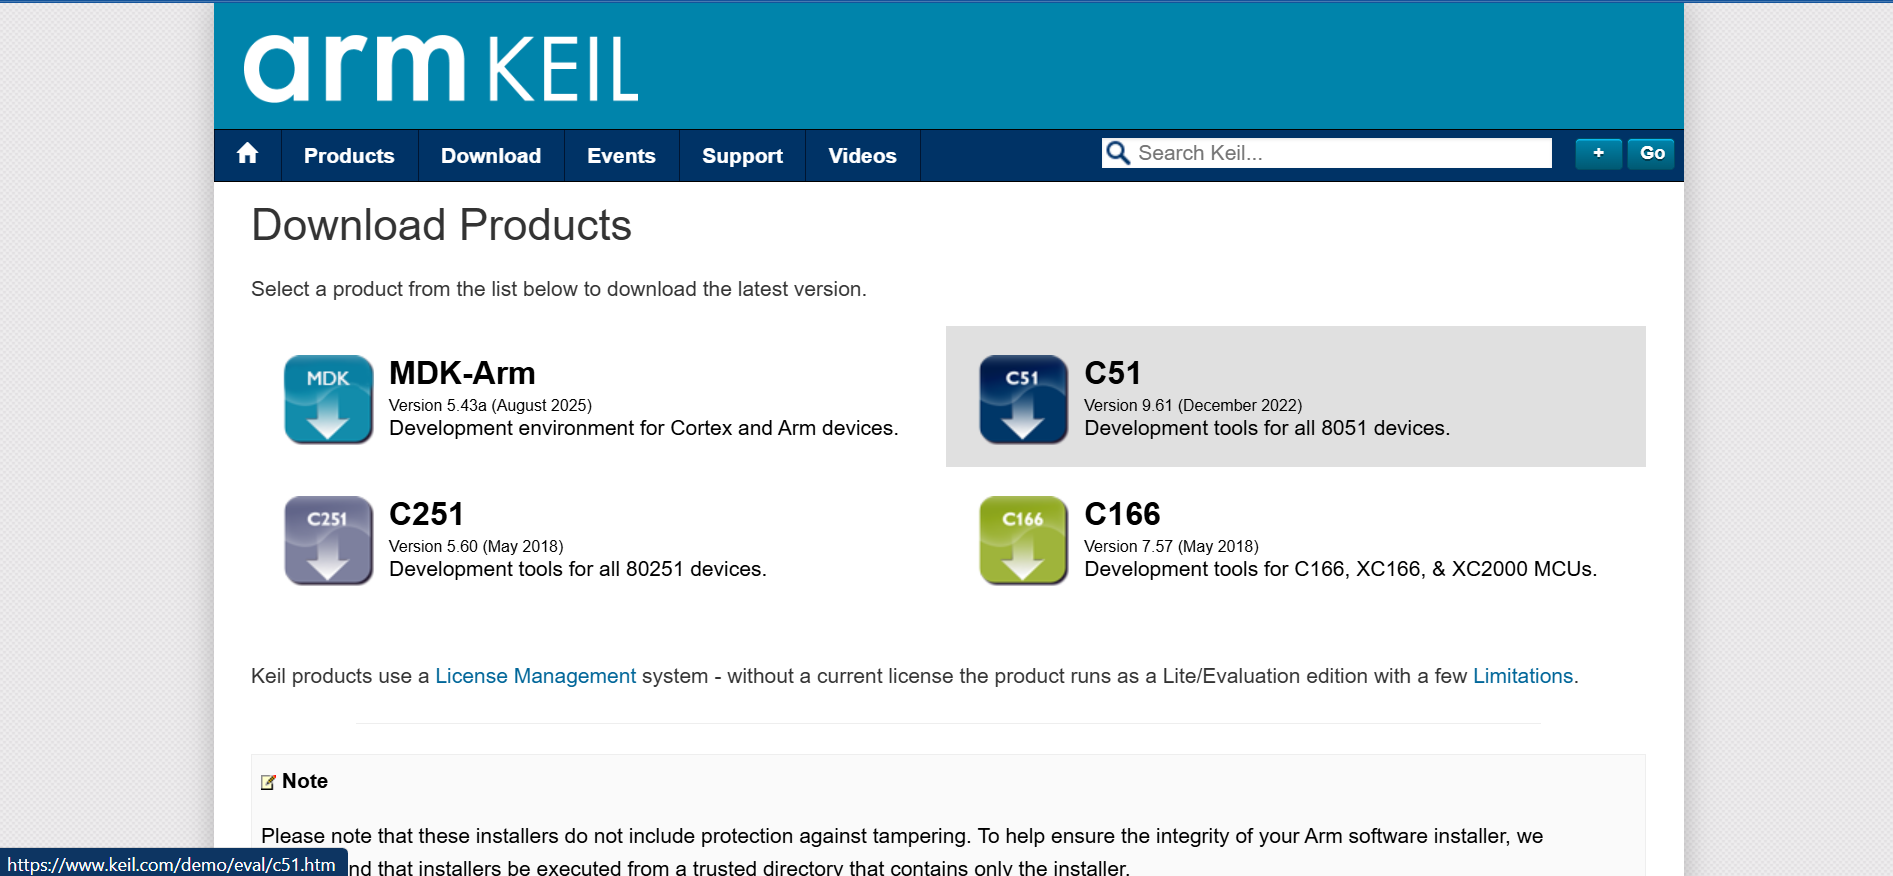 arm KEIL
Products Download Events Support Videos Search Keil... + Go
Download Products
Select a product from the list below to download the latest version.
MDK
MDK-Arm
Version 5.43a (August 2025)
Development environment for Cortex and Arm devices.
C51
C51
Version 9.61 (December 2022)
Development tools for all 8051 devices.
C251
C251
Version 5.60 (May 2018)
Development tools for all 80251 devices.
C166
C166
Version 7.57 (May 2018)
Development tools for C166, XC166, & XC2000 MCUs.
Keil products use a License Management system - without a current license the product runs as a Lite/Evaluation edition with a few Limitations.
Note
Please note that these installers do not include protection against tampering. To help ensure the integrity of your Arm software installer, we
nd that installers be executed from a trusted directory that contains only the installer.
https://www.keil.com/demo/eval/c51.htm